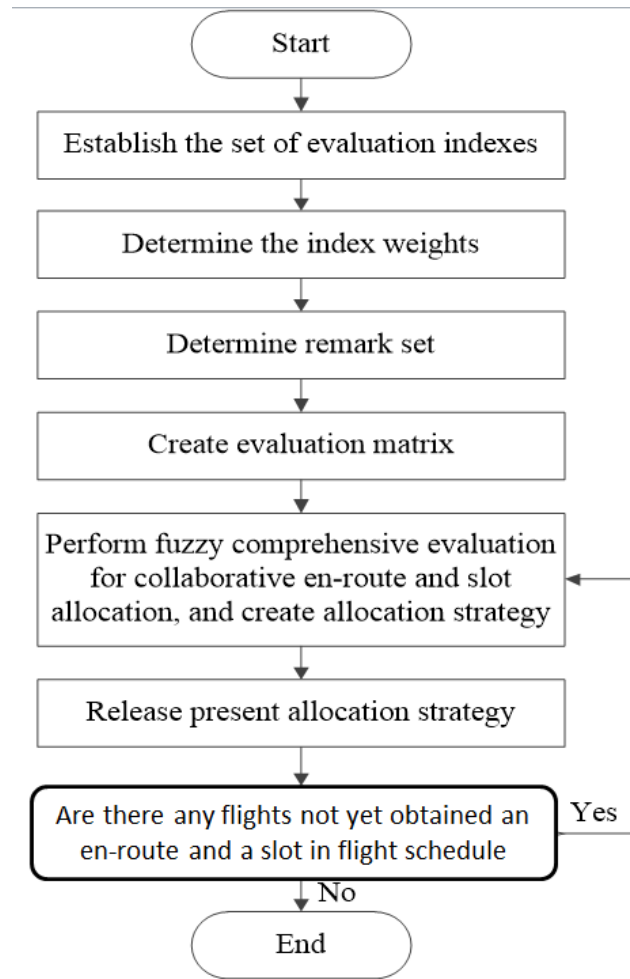 Start
Establish the set of evaluation indexes
Determine the index weights
Determine remark set
Create evaluation matrix
Perform fuzzy comprehensive evaluation
for collaborative en-route and slot
allocation, and create allocation strategy
Release present allocation strategy
Are there any flights not yet obtained an
en-route and a slot in flight schedule
Yes
No
End